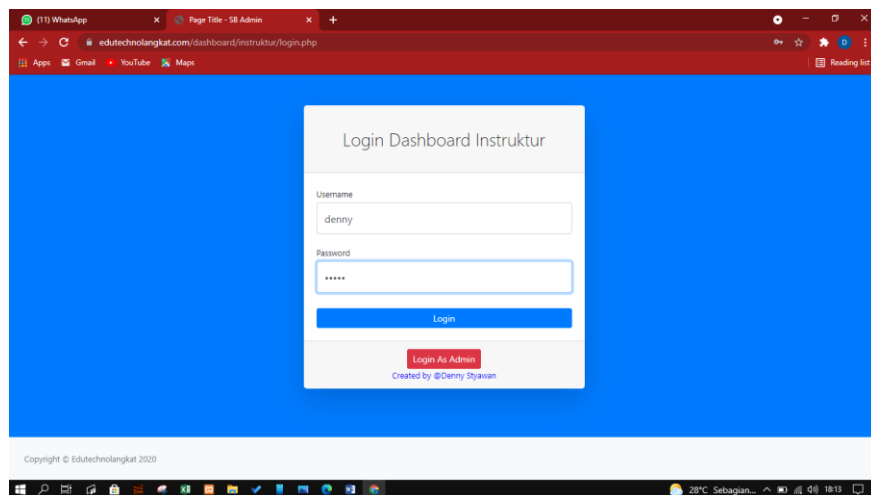 (11) WhatsApp
Page Title - SB Admin
edutechnolangkat.com/dashboard/instruktur/login.php
Apps Gmail YouTube Maps Reading list
Login Dashboard Instruktur
Username
denny
Password
•••••
Login
Login As Admin
Created by @Denny Styawan
Copyright © Edutechnolangkat 2020
28°C Sebagian... 18:13